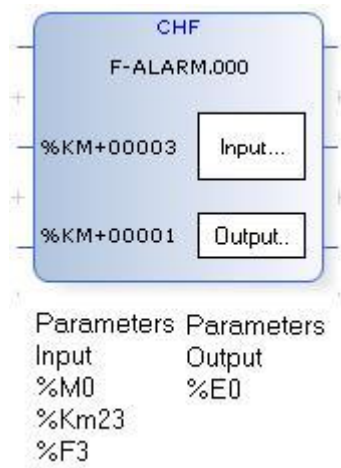 CHF
F-ALARM.000
%KM+00003 Input...
%KM+00001 Output..
Parameters Parameters
Input Output
%M0 %E0
%Km23
%F3